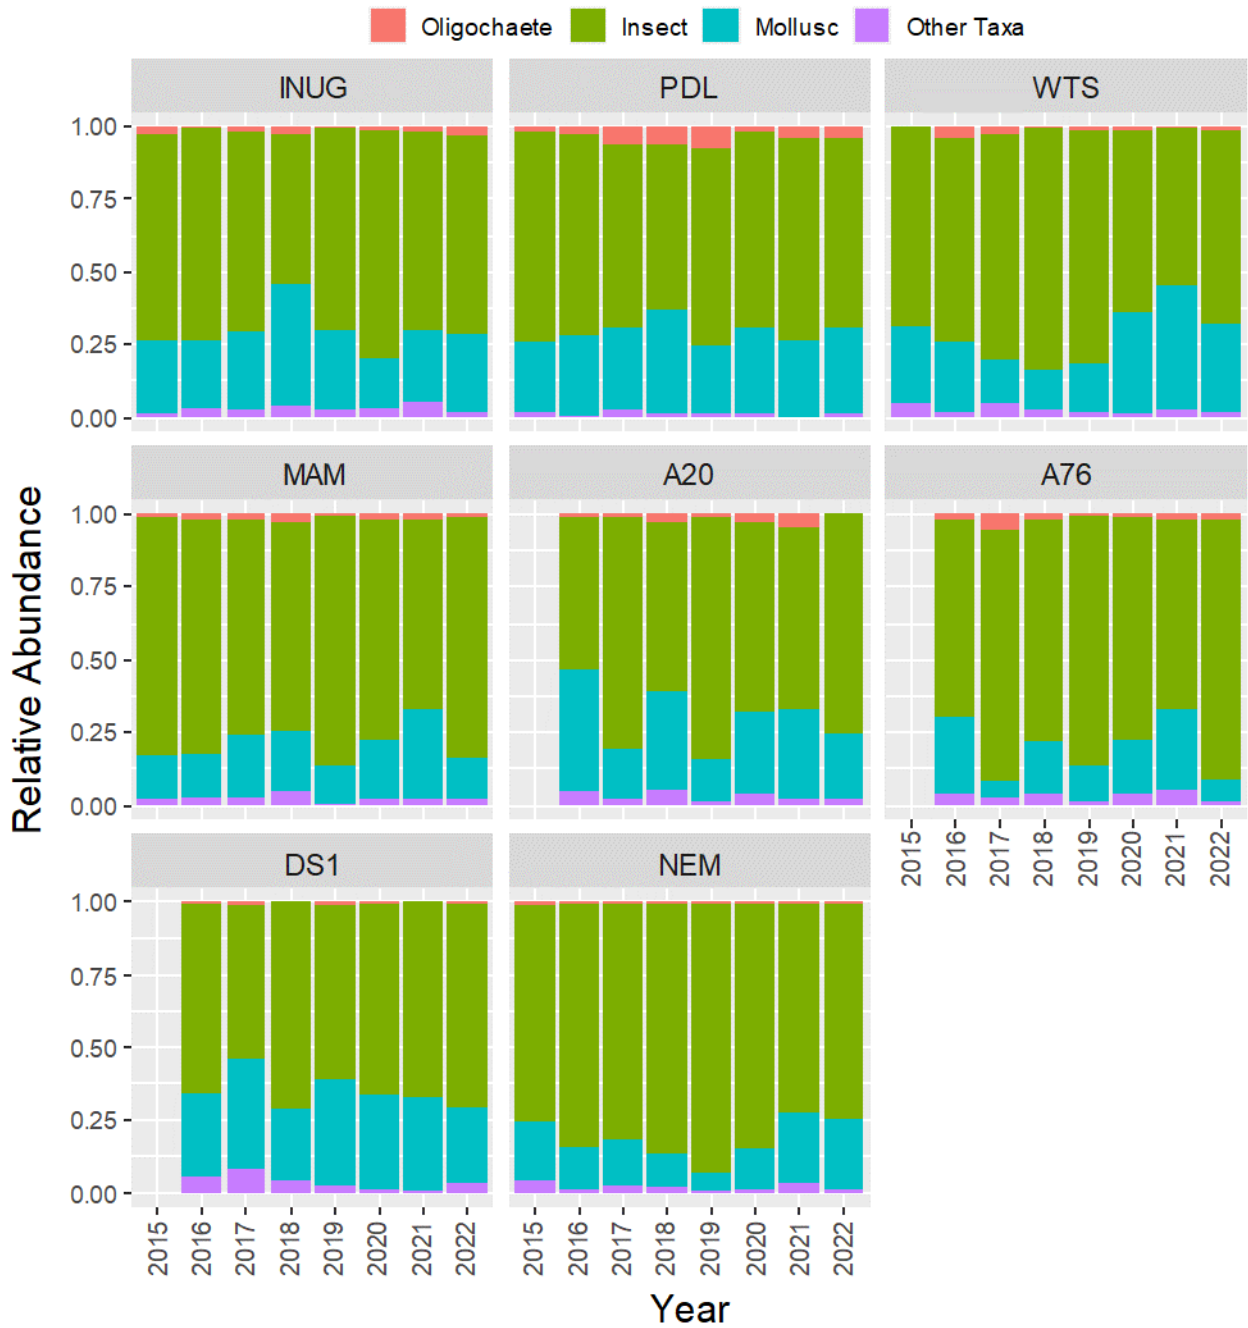 Oligochaete Insect Mollusc Other Taxa
INUG PDL WTS
1.00
0.75
0.50
0.25
0.00
MAM A20 A76
1.00
0.75
0.50
0.25
0.00
Relative Abundance
2015 2016 2017 2018 2019 2020 2021 2022
DS1 NEM
1.00
0.75
0.50
0.25
0.00
2015 2016 2017 2018 2019 2020 2021 2022 2015 2016 2017 2018 2019 2020 2021 2022
Year